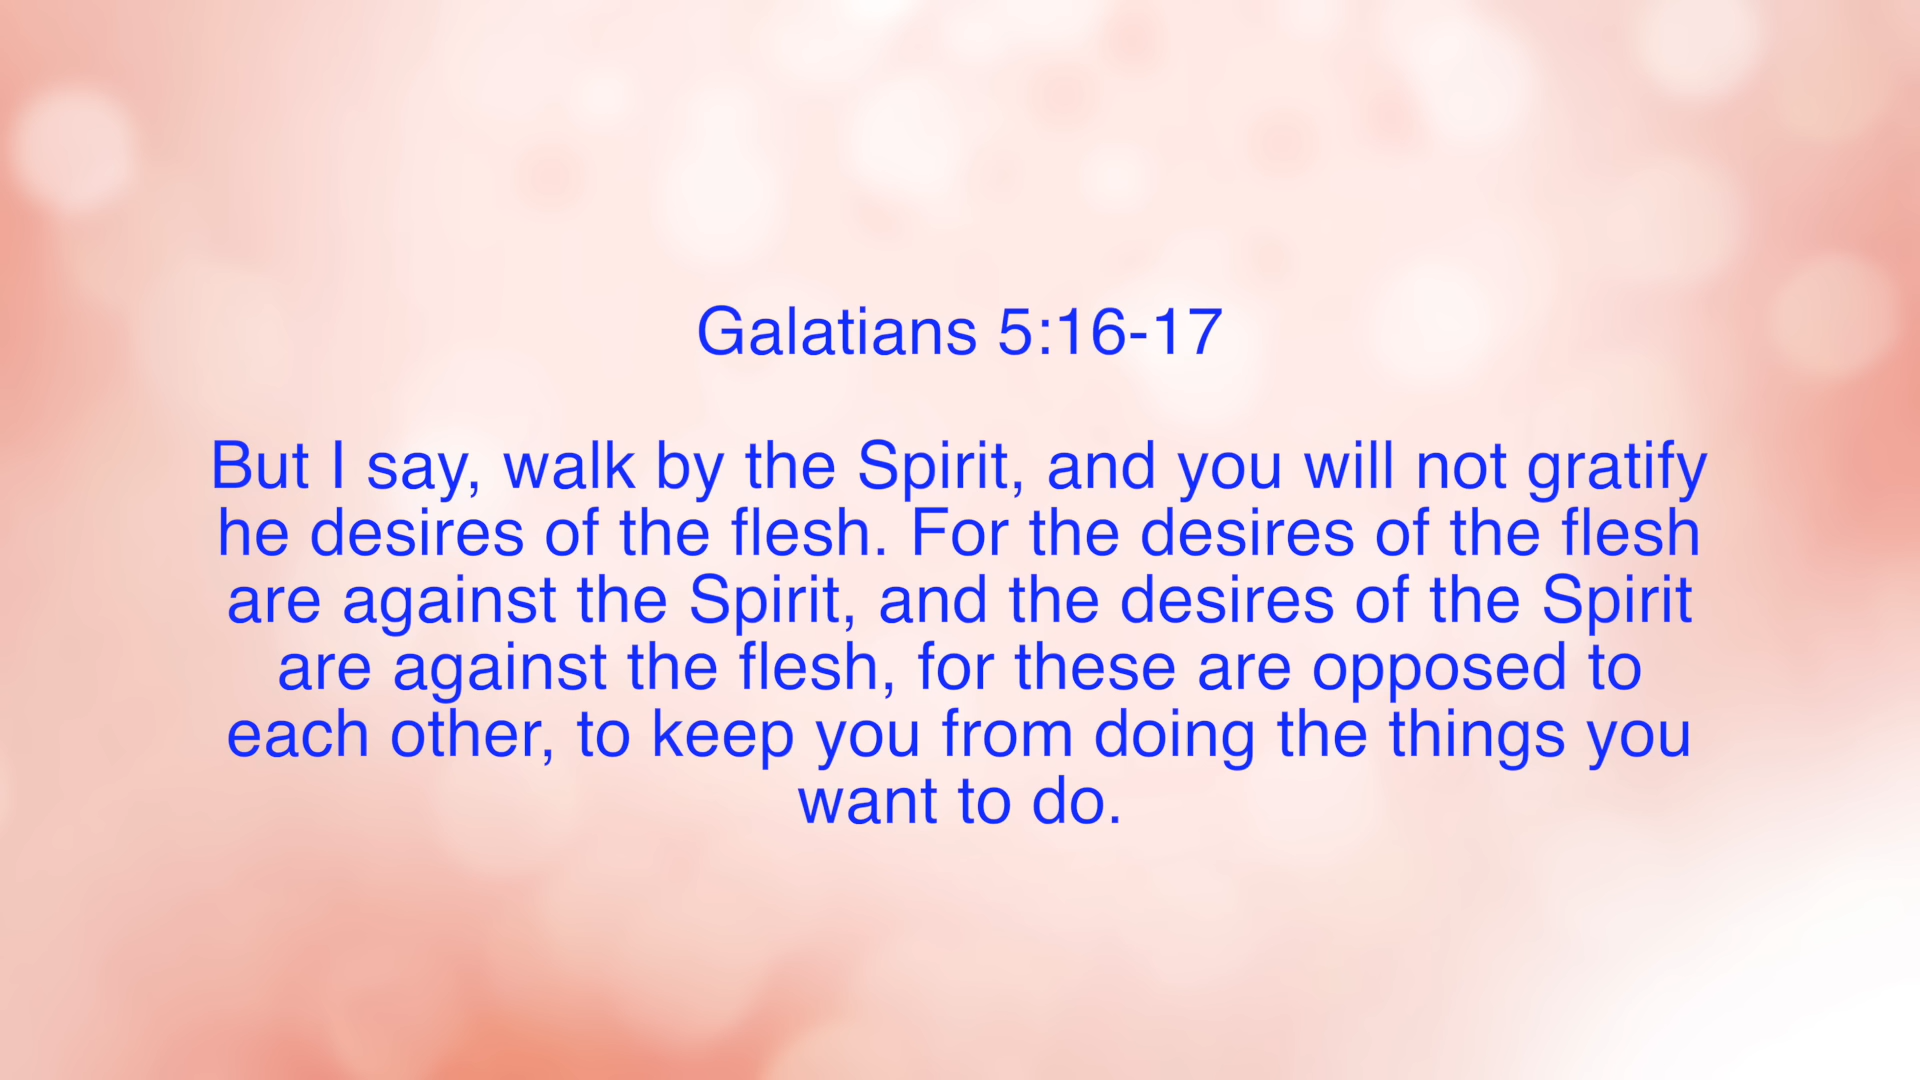 Galatians 5:16-17
But I say, walk by the Spirit, and you will not gratify
he desires of the flesh. For the desires of the flesh
are against the Spirit, and the desires of the Spirit
are against the flesh, for these are opposed to
each other, to keep you from doing the things you
want to do.